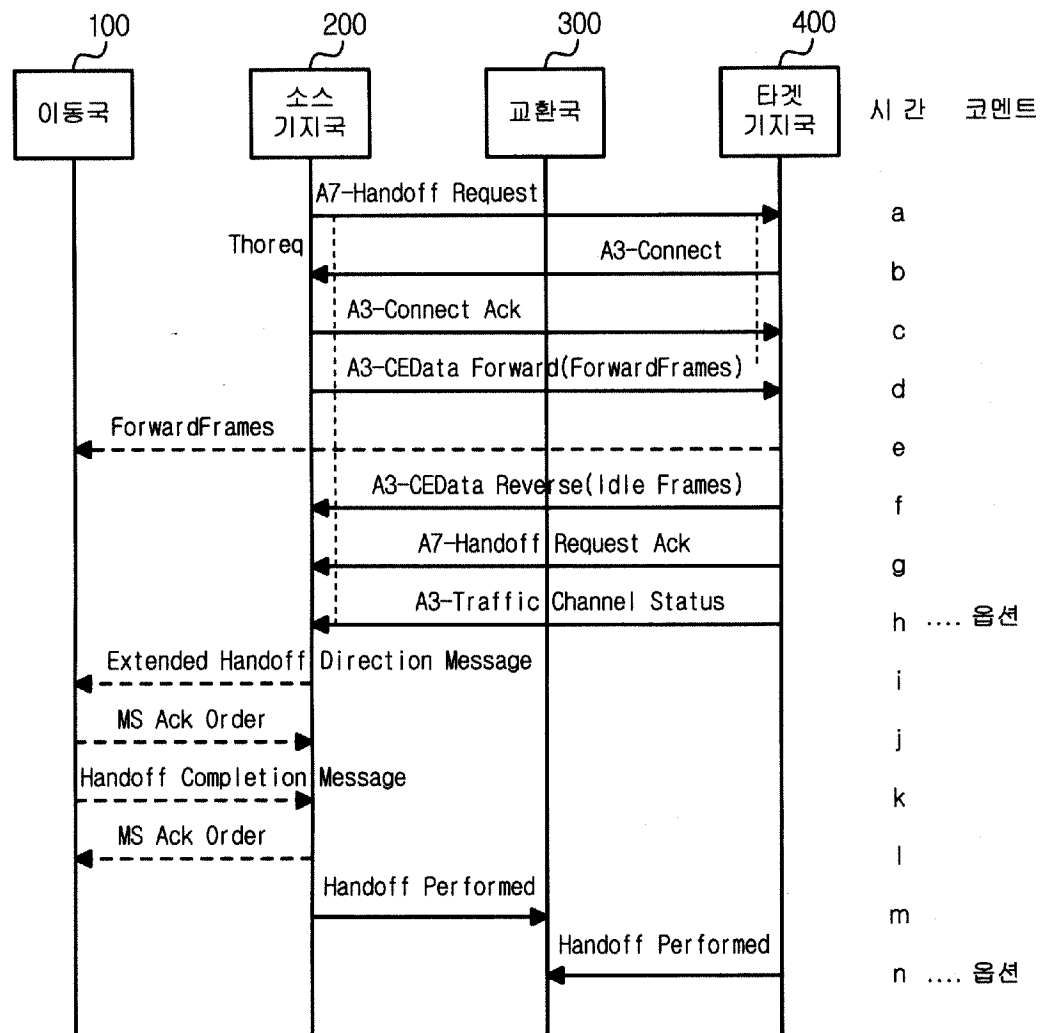 100
200
300
400
이동국
소스
기지국
교환국
타겟
기지국
시 간 코멘트
A7-Handoff Request
a
Thoreq
A3-Connect
b
A3-Connect Ack
c
A3-CEData Forward(ForwardFrames)
d
ForwardFrames
e
A3-CEData Reverse(Idle Frames)
f
A7-Handoff Request Ack
g
A3-Traffic Channel Status
h .... 옵션
Extended Handoff Direction Message
i
MS Ack Order
j
Handoff Completion Message
k
MS Ack Order
l
Handoff Performed
m
Handoff Performed
n .... 옵션